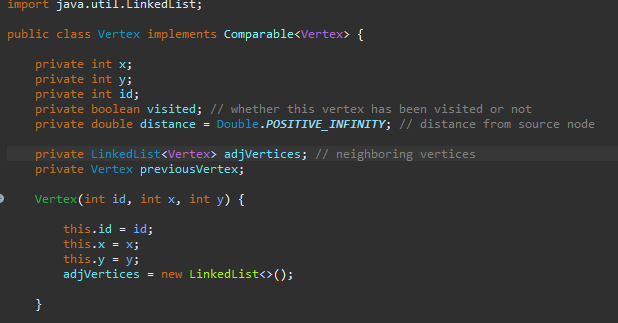 import java.util.LinkedList;
public class Vertex implements Comparable<Vertex> {
private int x;
private int y;
private int id;
private boolean visited; // whether this vertex has been visited or not
private double distance = Double.POSITIVE_INFINITY; // distance from source node
private LinkedList<Vertex> adjVertices; // neighboring vertices
private Vertex previousVertex;
Vertex(int id, int x, int y) {
this.id = id;
this.x = x;
this.y = y;
adjVertices = new LinkedList<>();
}